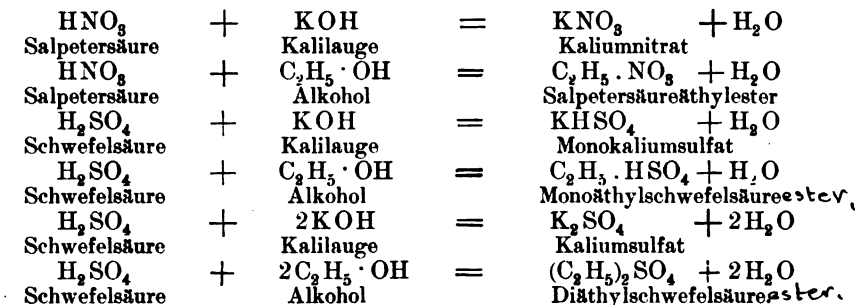 HNO₃ + KOH = KNO₃ + H₂O
Salpetersäure Kalilauge Kaliumnitrat
HNO₃ + C₂H₅ · OH = C₂H₅ . NO₃ + H₂O
Salpetersäure Alkohol Salpetersäureäthylester
H₂SO₄ + KOH = KHSO₄ + H₂O
Schwefelsäure Kalilauge Monokaliumsulfat
H₂SO₄ + C₂H₅ · OH = C₂H₅ . HSO₄ + H₂O
Schwefelsäure Alkohol Monoäthylschwefelsäureester,
H₂SO₄ + 2KOH = K₂SO₄ + 2H₂O
Schwefelsäure Kalilauge Kaliumsulfat
H₂SO₄ + 2C₂H₅ · OH = (C₂H₅)₂SO₄ + 2H₂O
Schwefelsäure Alkohol Diäthylschwefelsäureester.